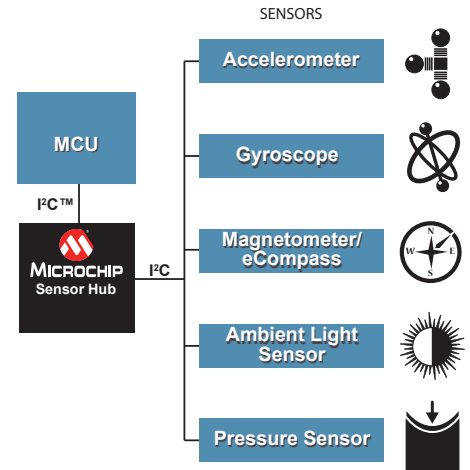 SENSORS
Accelerometer
MCU
Gyroscope
I²C™
Magnetometer/
eCompass
N
W
E
S
MICROCHIP
Sensor Hub
I²C
Ambient Light
Sensor
Pressure Sensor